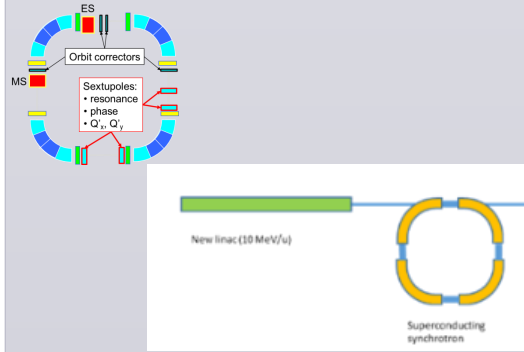 ES
Orbit correctors
MS
Sextupoles:
• resonance
• phase
• Q'x, Q'y
New linac (10 MeV/u)
Superconducting
synchrotron